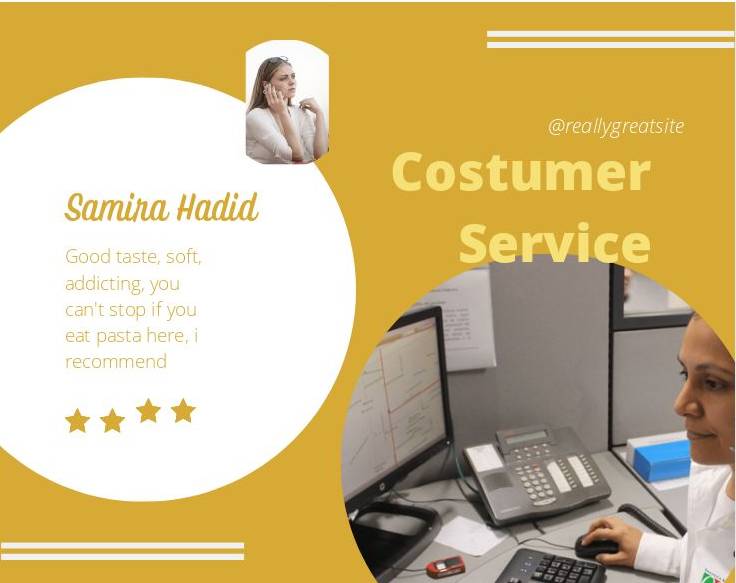 @reallygreatsite
Costumer
Service
Samira Hadid
Good taste, soft,
addicting, you
can't stop if you
eat pasta here, i
recommend